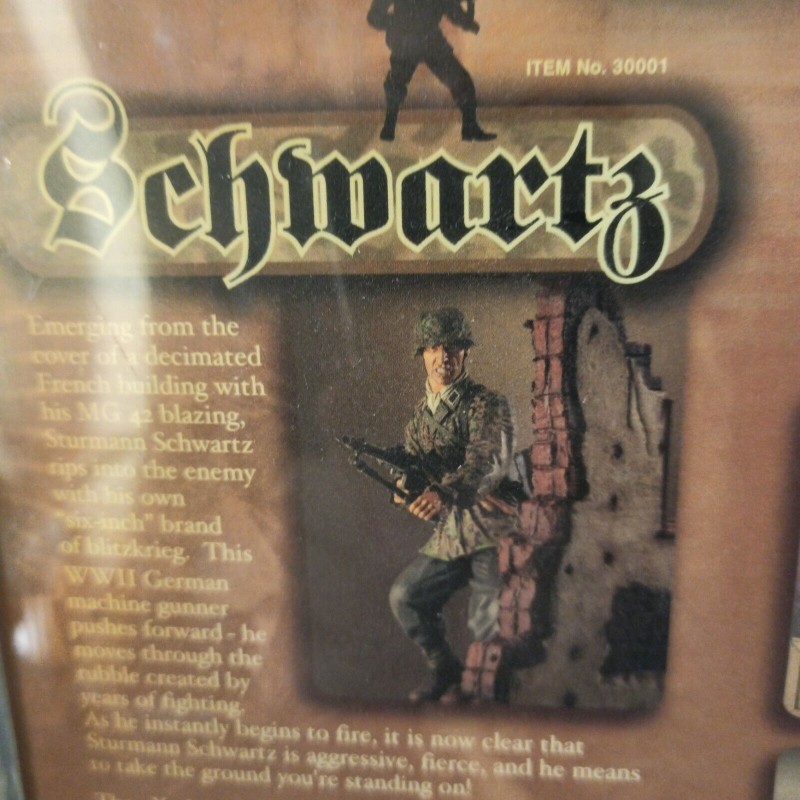 ITEM No. 30001
Schwartz
Emerging from the
cover of a decimated
French building with
his MG 42 blazing,
Sturmann Schwartz
rips into the enemy
with his own
"six-inch" brand
of blitzkrieg. This
WWII German
machine gunner
pushes forward - he
moves through the
rubble created by
years of fighting.
As he instantly begins to fire, it is now clear that
Sturmann Schwartz is aggressive, fierce, and he means
to take the ground you're standing on!